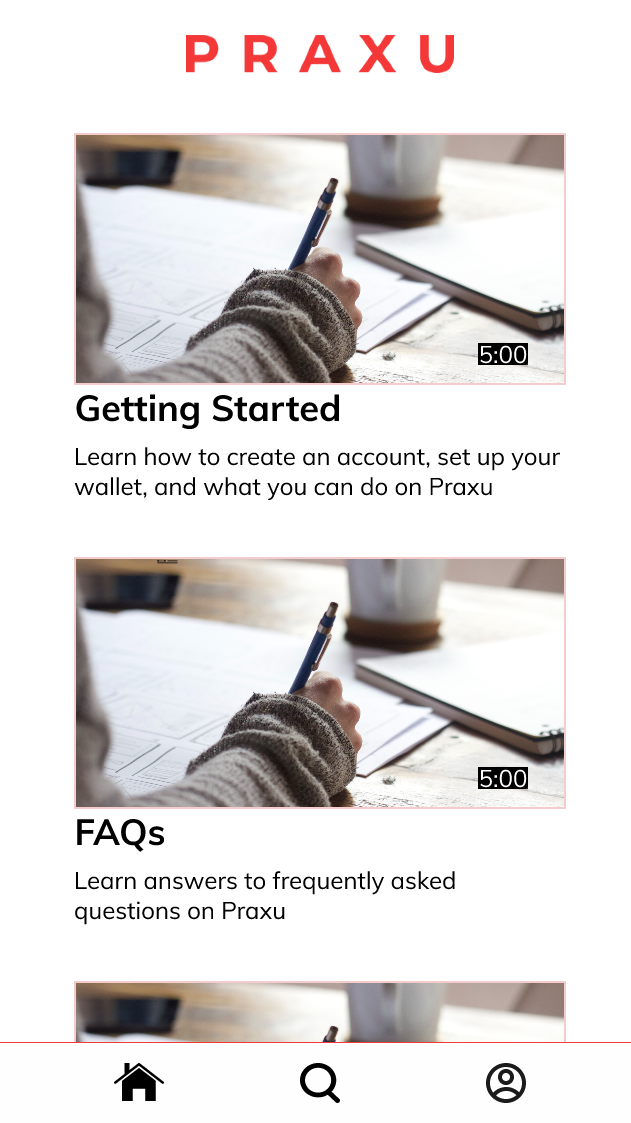 PRAXU
5:00
Getting Started
Learn how to create an account, set up your
wallet, and what you can do on Praxu
5:00
FAQs
Learn answers to frequently asked
questions on Praxu